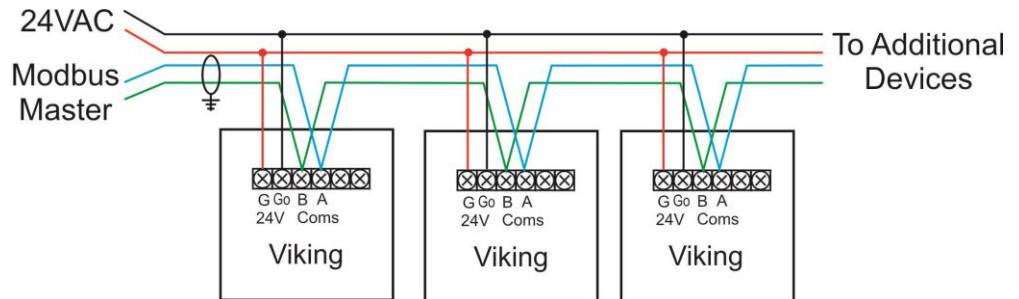 24VAC
Modbus
Master
To Additional
Devices
G Go B A
24V Coms
Viking
G Go B A
24V Coms
Viking
G Go B A
24V Coms
Viking